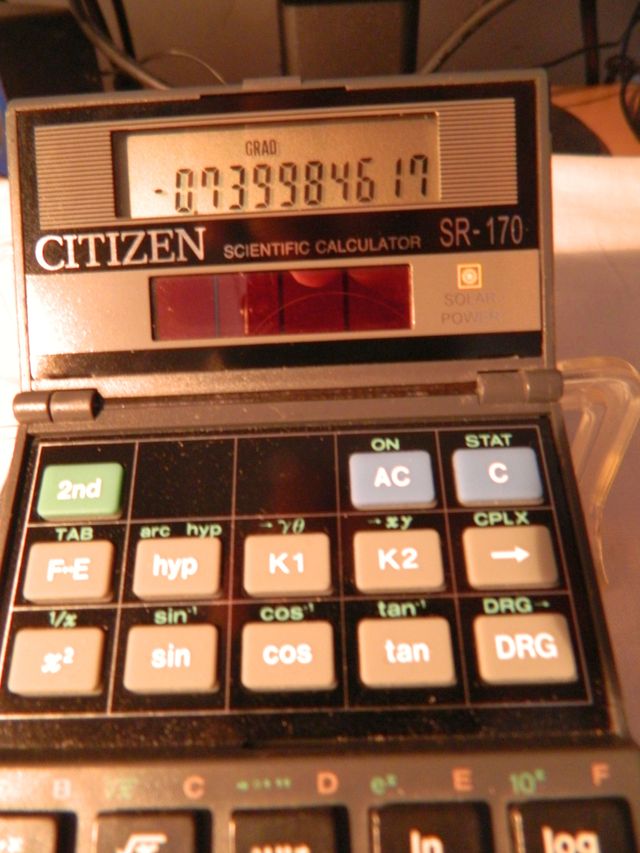 GRAD
-0.739984617
CITIZEN SCIENTIFIC CALCULATOR SR-170
SOLAR
POWER
ON STAT
2nd AC C
TAB arc hyp →γθ →xy CPLX
F↔E hyp K1 K2 →
1/x sin⁻¹ cos⁻¹ tan⁻¹ DRG→
x² sin cos tan DRG
B C D eˣ E 10ˣ F
ln log